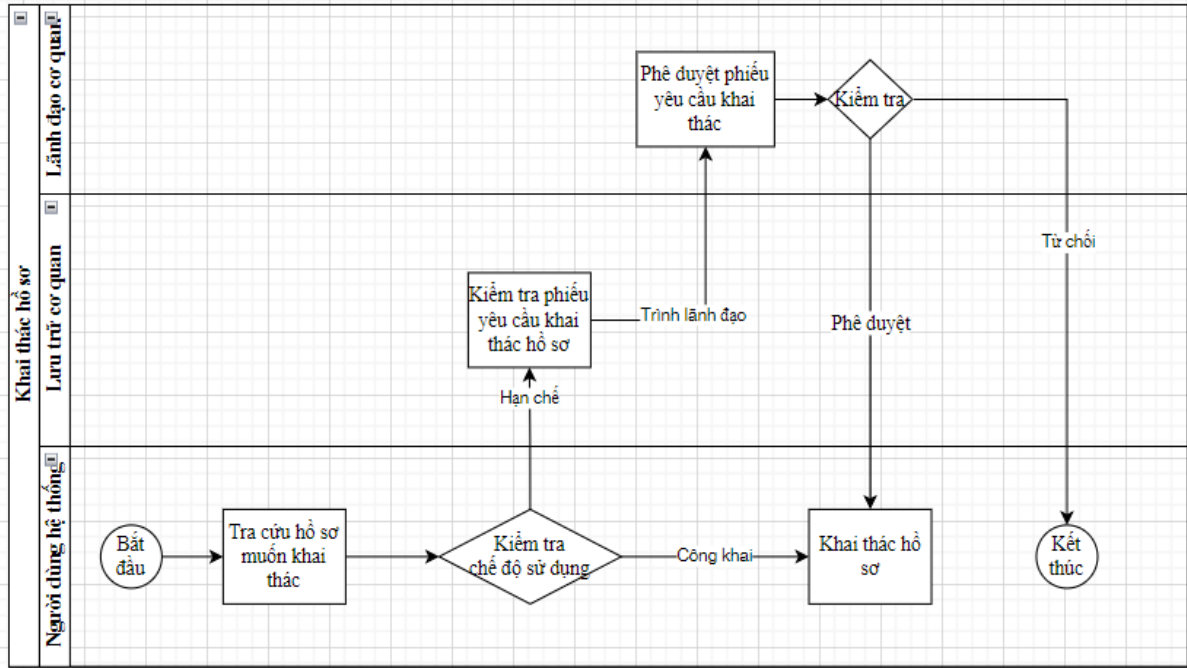 Khai thác hồ sơ
Lãnh đạo cơ quan
Phê duyệt phiếu
yêu cầu khai
thác
Kiểm tra
Lưu trữ cơ quan
Từ chối
Kiểm tra phiếu
yêu cầu khai
thác hồ sơ
Trình lãnh đạo
Phê duyệt
Hạn chế
Người dùng hệ thống
Bắt
đầu
Tra cứu hồ sơ
muốn khai
thác
Kiểm tra
chế độ sử dụng
Công khai
Khai thác hồ
sơ
Kết
thúc